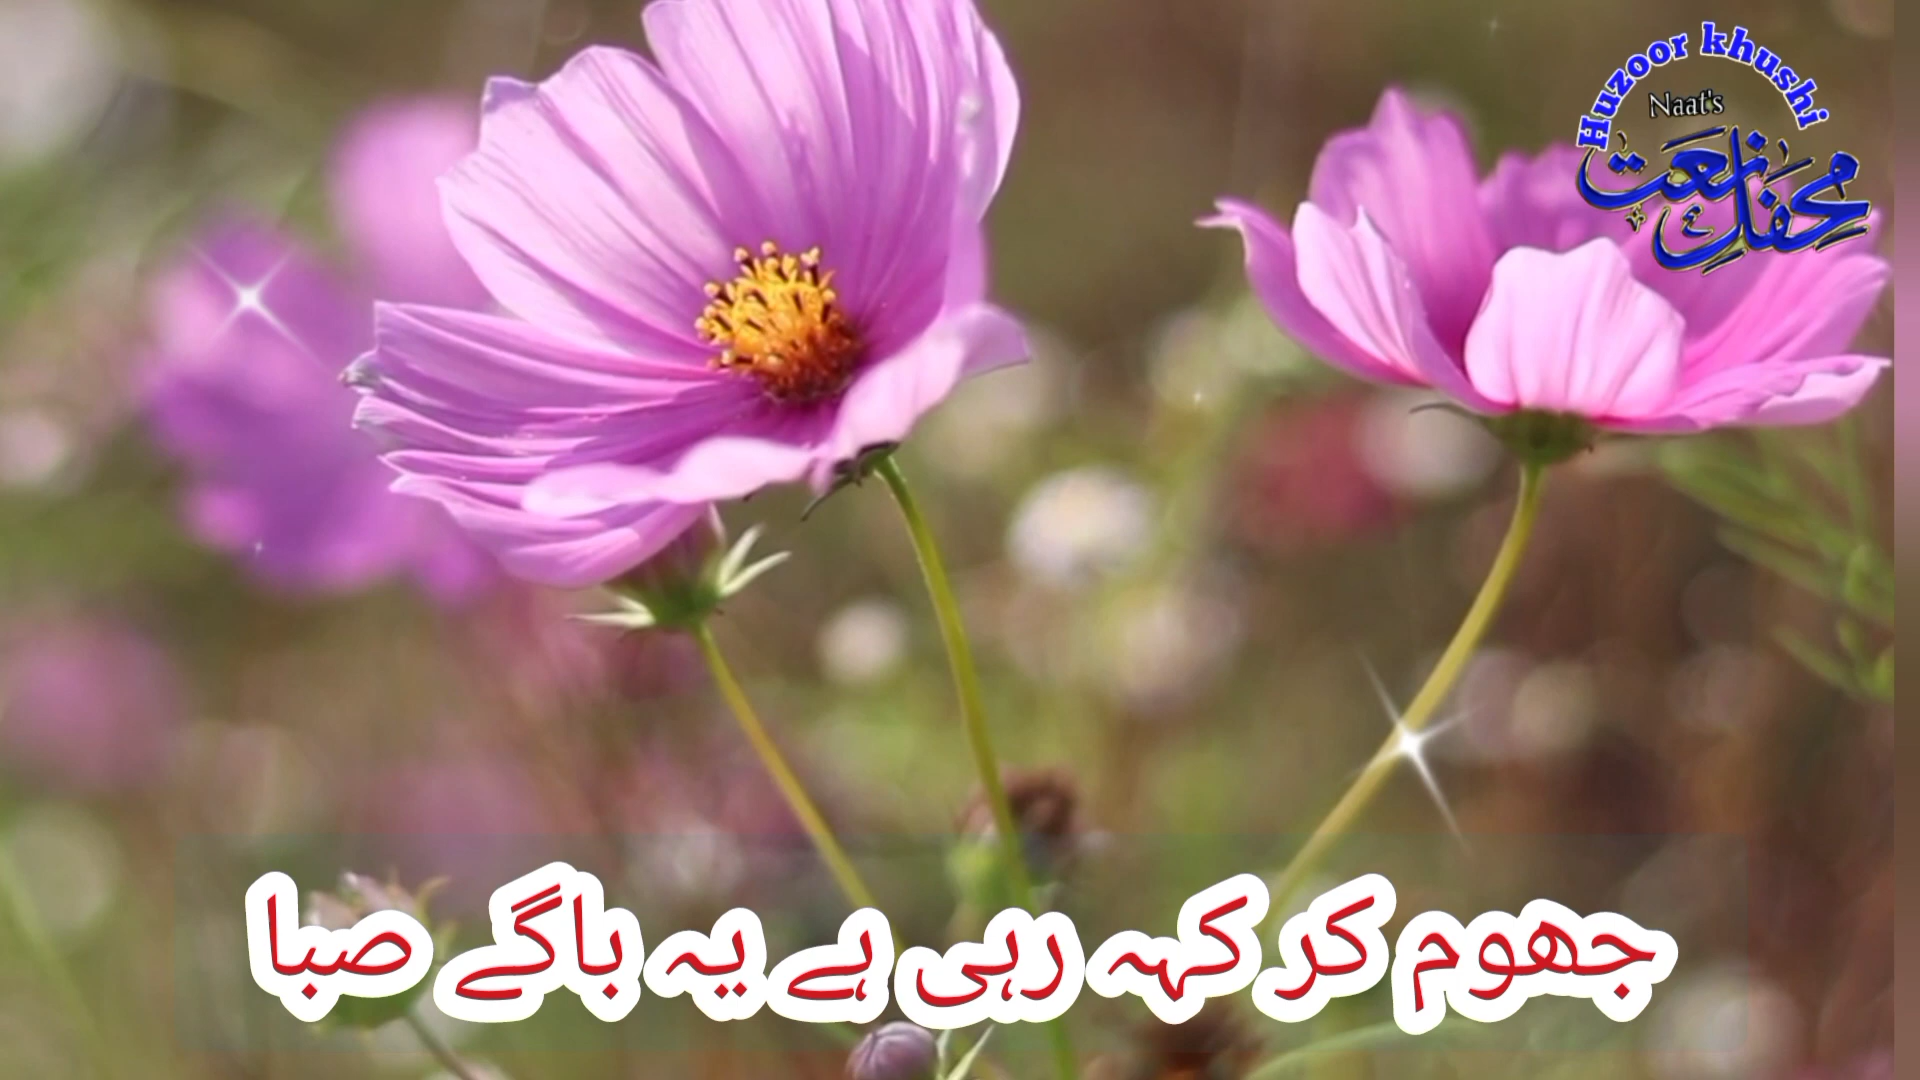 Huzoor khushi
Naat's
محفل نعت
جھوم کر کہہ رہی ہے یہ باگے صبا